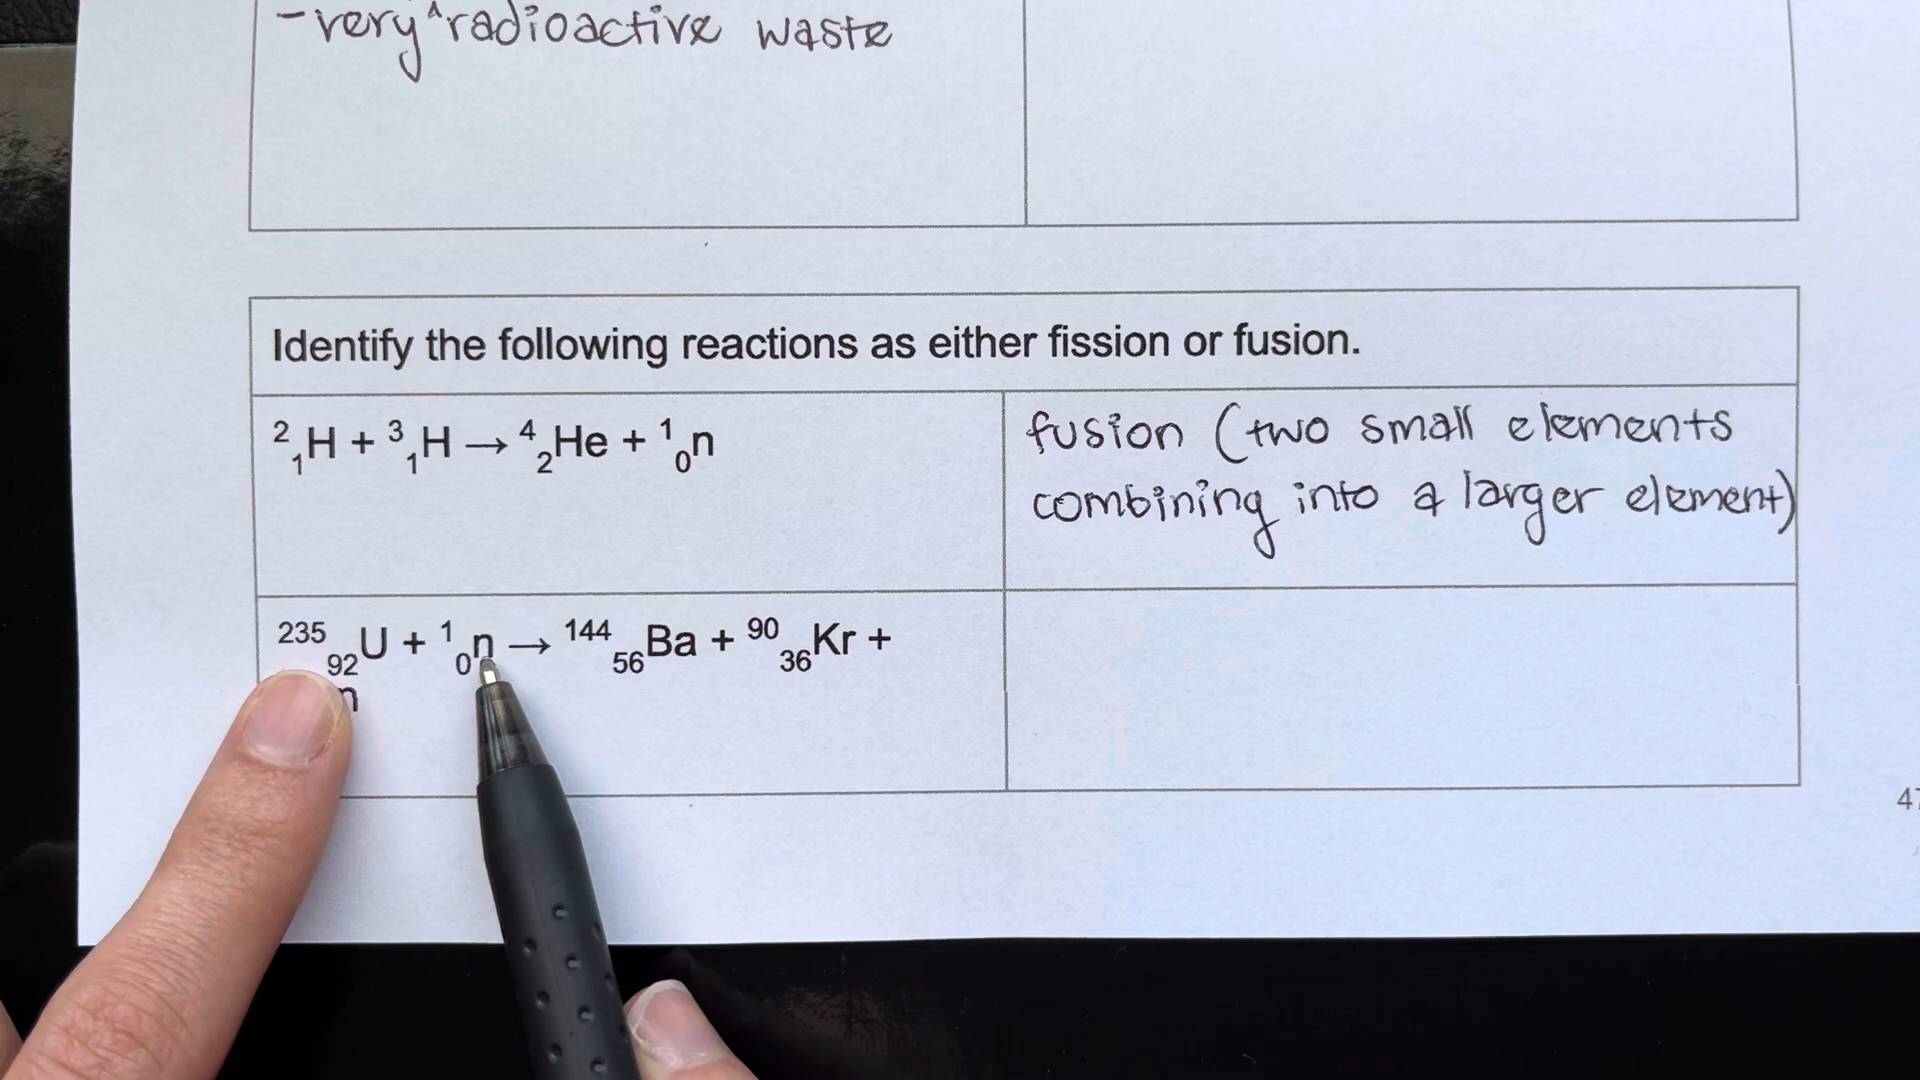 -very radioactive waste
Identify the following reactions as either fission or fusion.
²₁H + ³₁H → ⁴₂He + ¹₀n
fusion (two small elements
combining into a larger element)
²³⁵₉₂U + ¹₀n → ¹⁴⁴₅₆Ba + ⁹⁰₃₆Kr +
n
47